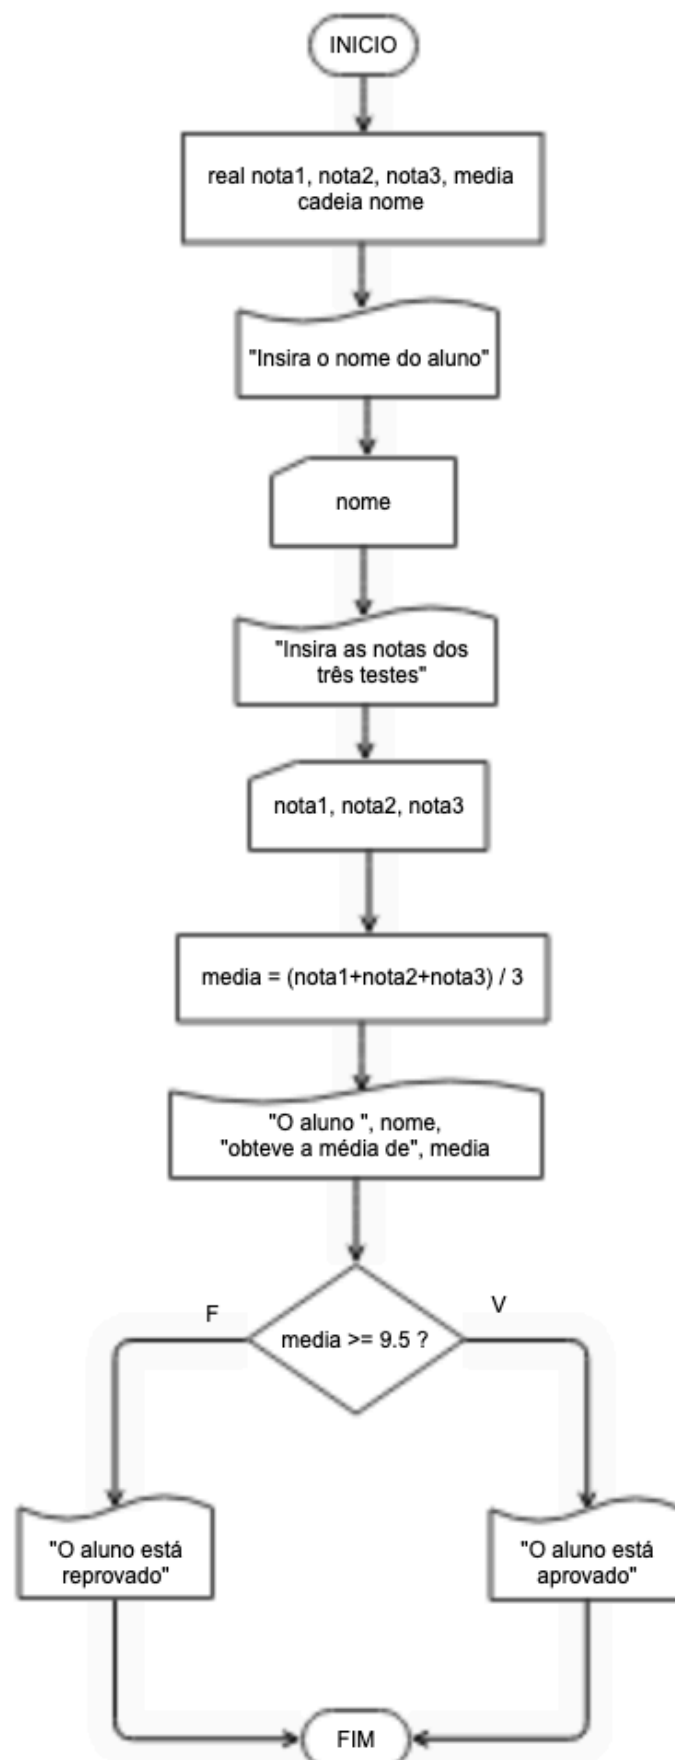 INICIO
real nota1, nota2, nota3, media
cadeia nome
"Insira o nome do aluno"
nome
"Insira as notas dos
três testes"
nota1, nota2, nota3
media = (nota1+nota2+nota3) / 3
"O aluno ", nome,
"obteve a média de", media
F
V
media >= 9.5 ?
"O aluno está
reprovado"
"O aluno está
aprovado"
FIM